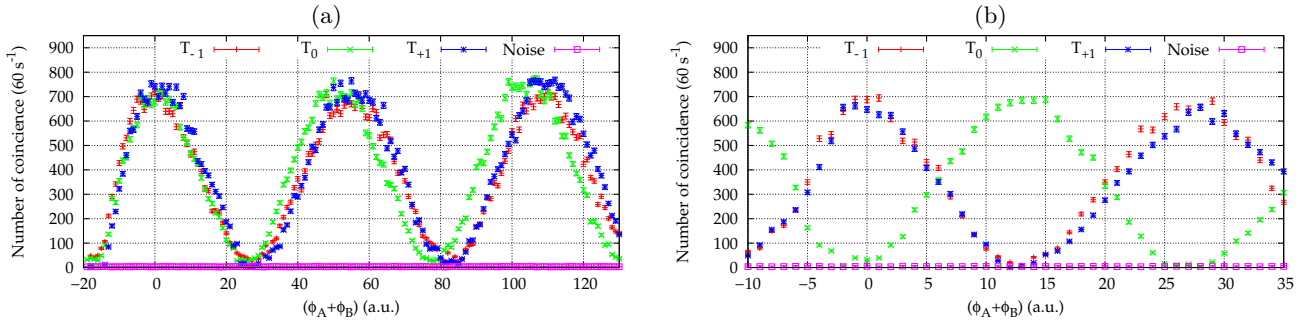 (a)
Number of coincience (60 s⁻¹)
900
800
700
600
500
400
300
200
100
0
T₋₁ T₀ T₊₁ Noise
−20 0 20 40 60 80 100 120
(ϕA+ϕB) (a.u.)
(b)
Number of coincidence (60 s⁻¹)
900
800
700
600
500
400
300
200
100
0
T₋₁ T₀ T₊₁ Noise
−10 −5 0 5 10 15 20 25 30 35
(ϕA+ϕB) (a.u.)